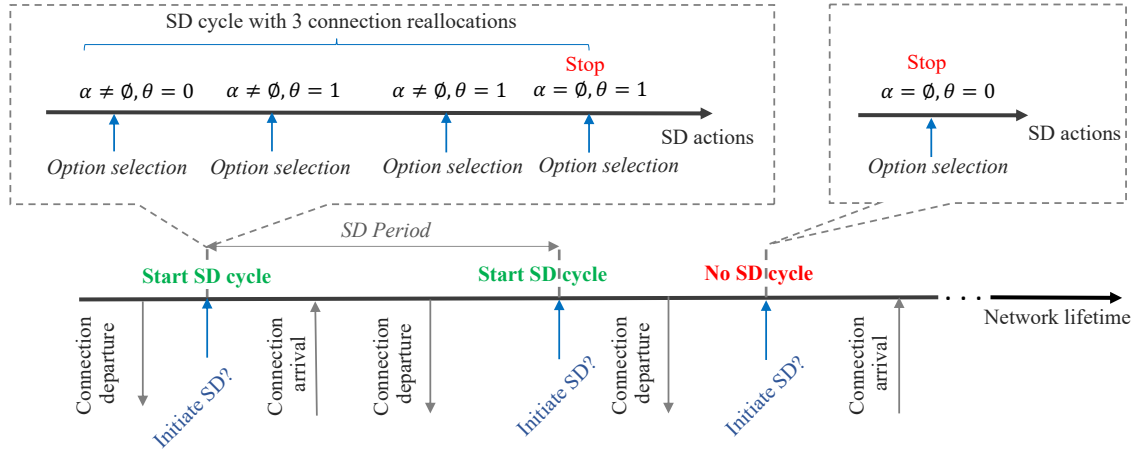 SD cycle with 3 connection reallocations
Stop
α ≠ ∅, θ = 0
α ≠ ∅, θ = 1
α ≠ ∅, θ = 1
α = ∅, θ = 1
SD actions
Option selection
Option selection
Option selection
Option selection
Stop
α = ∅, θ = 0
SD actions
Option selection
SD Period
Start SD cycle
Start SD cycle
No SD cycle
. . .
Network lifetime
Connection
departure
Initiate SD?
Connection
arrival
Connection
departure
Initiate SD?
Connection
departure
Initiate SD?
Connection
arrival